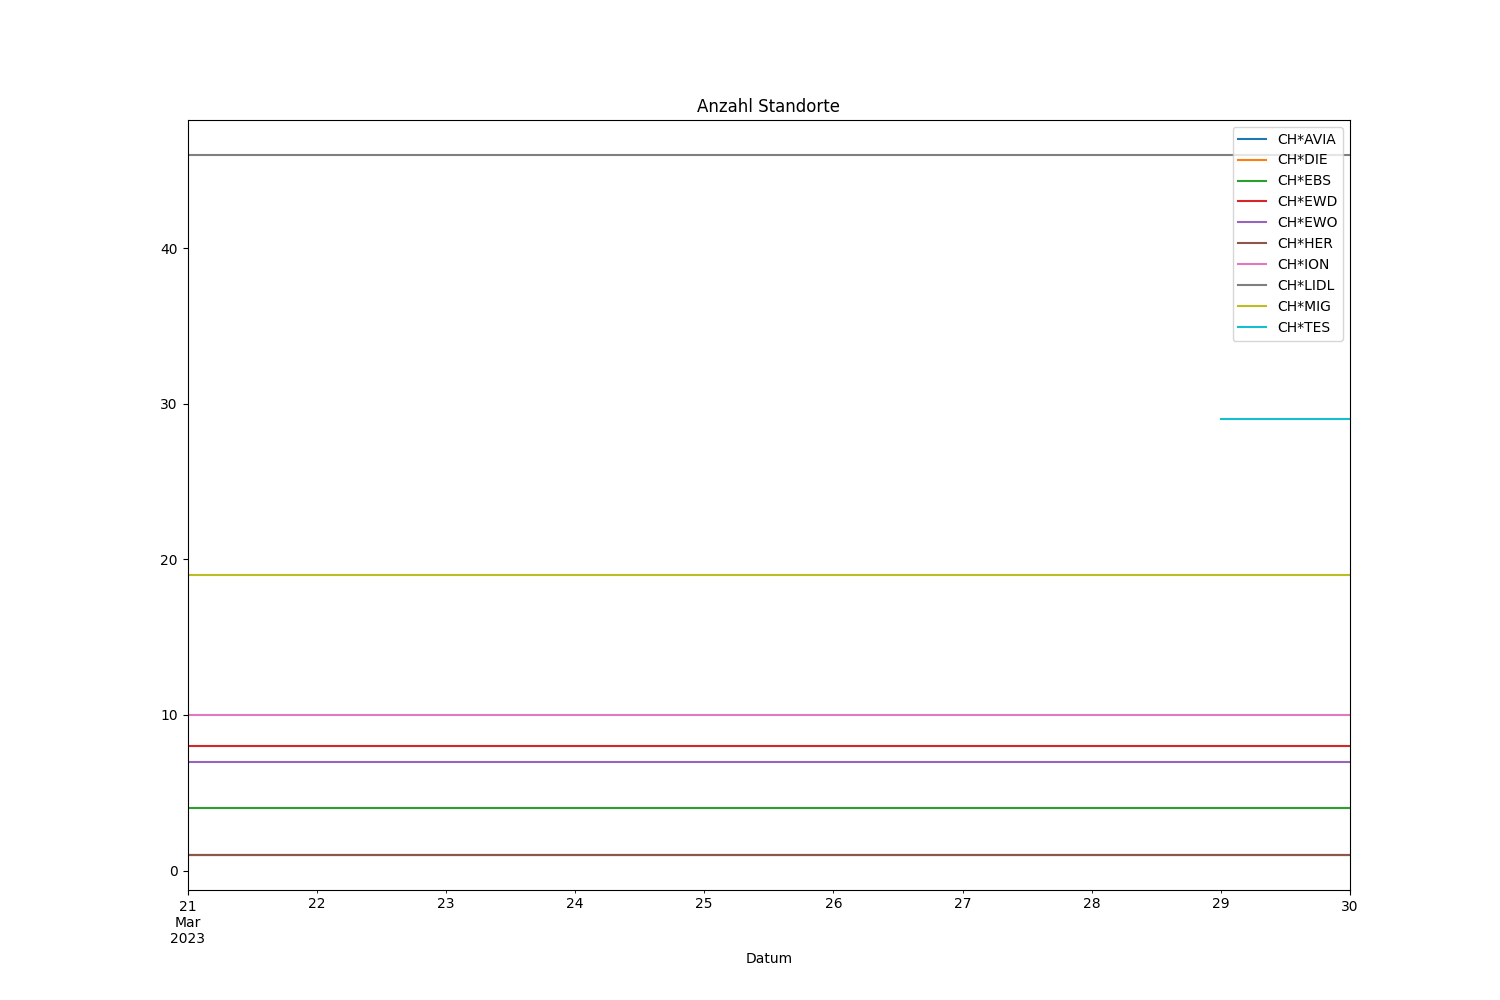 Anzahl Standorte
CH*AVIA
CH*DIE
CH*EBS
CH*EWD
CH*EWO
CH*HER
CH*ION
CH*LIDL
CH*MIG
CH*TES
40
30
20
10
0
21 22 23 24 25 26 27 28 29 30
Mar
2023
Datum